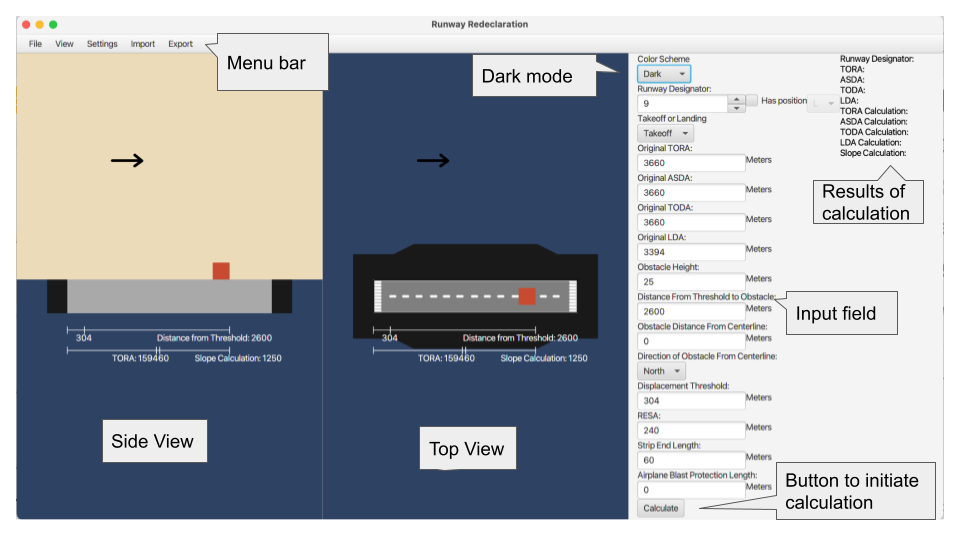 Runway Redeclaration
File View Settings Import Export
Menu bar
Dark mode
Color Scheme
Dark
Runway Designator:
9
Has position
L
Takeoff or Landing
Takeoff
Original TORA:
3660 Meters
Original ASDA:
3660 Meters
Original TODA:
3660 Meters
Original LDA:
3394 Meters
Obstacle Height:
25 Meters
Distance From Threshold to Obstacle:
2600 Meters
Obstacle Distance From Centerline:
0 Meters
Direction of Obstacle From Centerline:
North
Displacement Threshold:
304 Meters
RESA:
240 Meters
Strip End Length:
60 Meters
Airplane Blast Protection Length:
0 Meters
Calculate
Runway Designator:
TORA:
ASDA:
TODA:
LDA:
TORA Calculation:
ASDA Calculation:
TODA Calculation:
LDA Calculation:
Slope Calculation:
Results of
calculation
Input field
Button to initiate
calculation
304 Distance from Threshold: 2600
TORA: 159460 Slope Calculation: 1250
Side View
304 Distance from Threshold: 2600
TORA: 159460 Slope Calculation: 1250
Top View